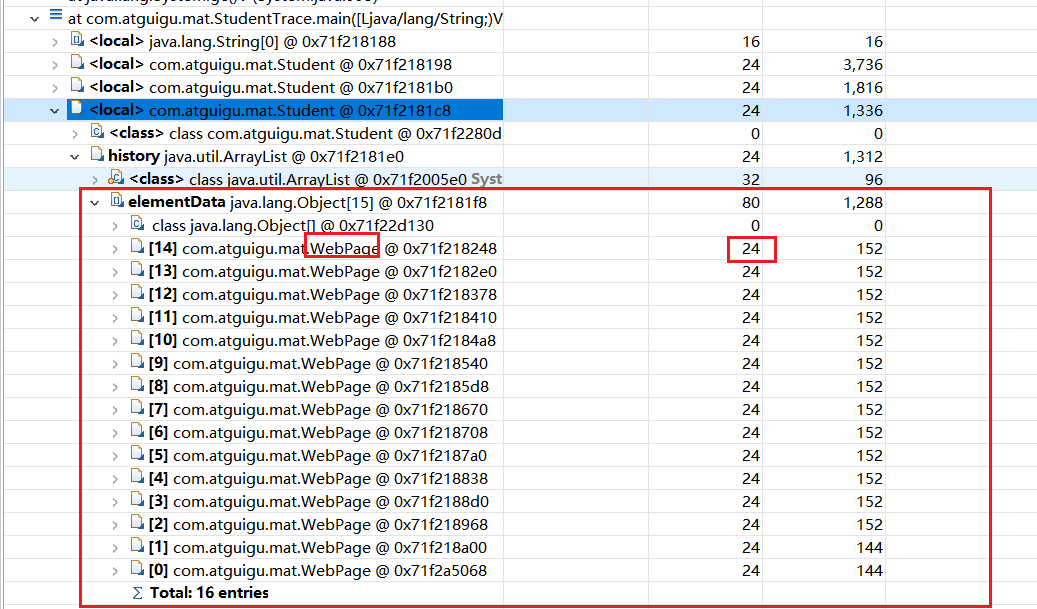 at com.atguigu.mat.StudentTrace.main([Ljava/lang/String;)V
<local> java.lang.String[0] @ 0x71f218188 16 16
<local> com.atguigu.mat.Student @ 0x71f218198 24 3,736
<local> com.atguigu.mat.Student @ 0x71f2181b0 24 1,816
<local> com.atguigu.mat.Student @ 0x71f2181c8 24 1,336
<class> class com.atguigu.mat.Student @ 0x71f2280d 0 0
history java.util.ArrayList @ 0x71f2181e0 24 1,312
<class> class java.util.ArrayList @ 0x71f2005e0 Syst 32 96
elementData java.lang.Object[15] @ 0x71f2181f8 80 1,288
class java.lang.Object[] @ 0x71f22d130 0 0
[14] com.atguigu.mat.WebPage @ 0x71f218248 24 152
[13] com.atguigu.mat.WebPage @ 0x71f2182e0 24 152
[12] com.atguigu.mat.WebPage @ 0x71f218378 24 152
[11] com.atguigu.mat.WebPage @ 0x71f218410 24 152
[10] com.atguigu.mat.WebPage @ 0x71f2184a8 24 152
[9] com.atguigu.mat.WebPage @ 0x71f218540 24 152
[8] com.atguigu.mat.WebPage @ 0x71f2185d8 24 152
[7] com.atguigu.mat.WebPage @ 0x71f218670 24 152
[6] com.atguigu.mat.WebPage @ 0x71f218708 24 152
[5] com.atguigu.mat.WebPage @ 0x71f2187a0 24 152
[4] com.atguigu.mat.WebPage @ 0x71f218838 24 152
[3] com.atguigu.mat.WebPage @ 0x71f2188d0 24 152
[2] com.atguigu.mat.WebPage @ 0x71f218968 24 152
[1] com.atguigu.mat.WebPage @ 0x71f218a00 24 144
[0] com.atguigu.mat.WebPage @ 0x71f2a5068 24 144
Σ Total: 16 entries